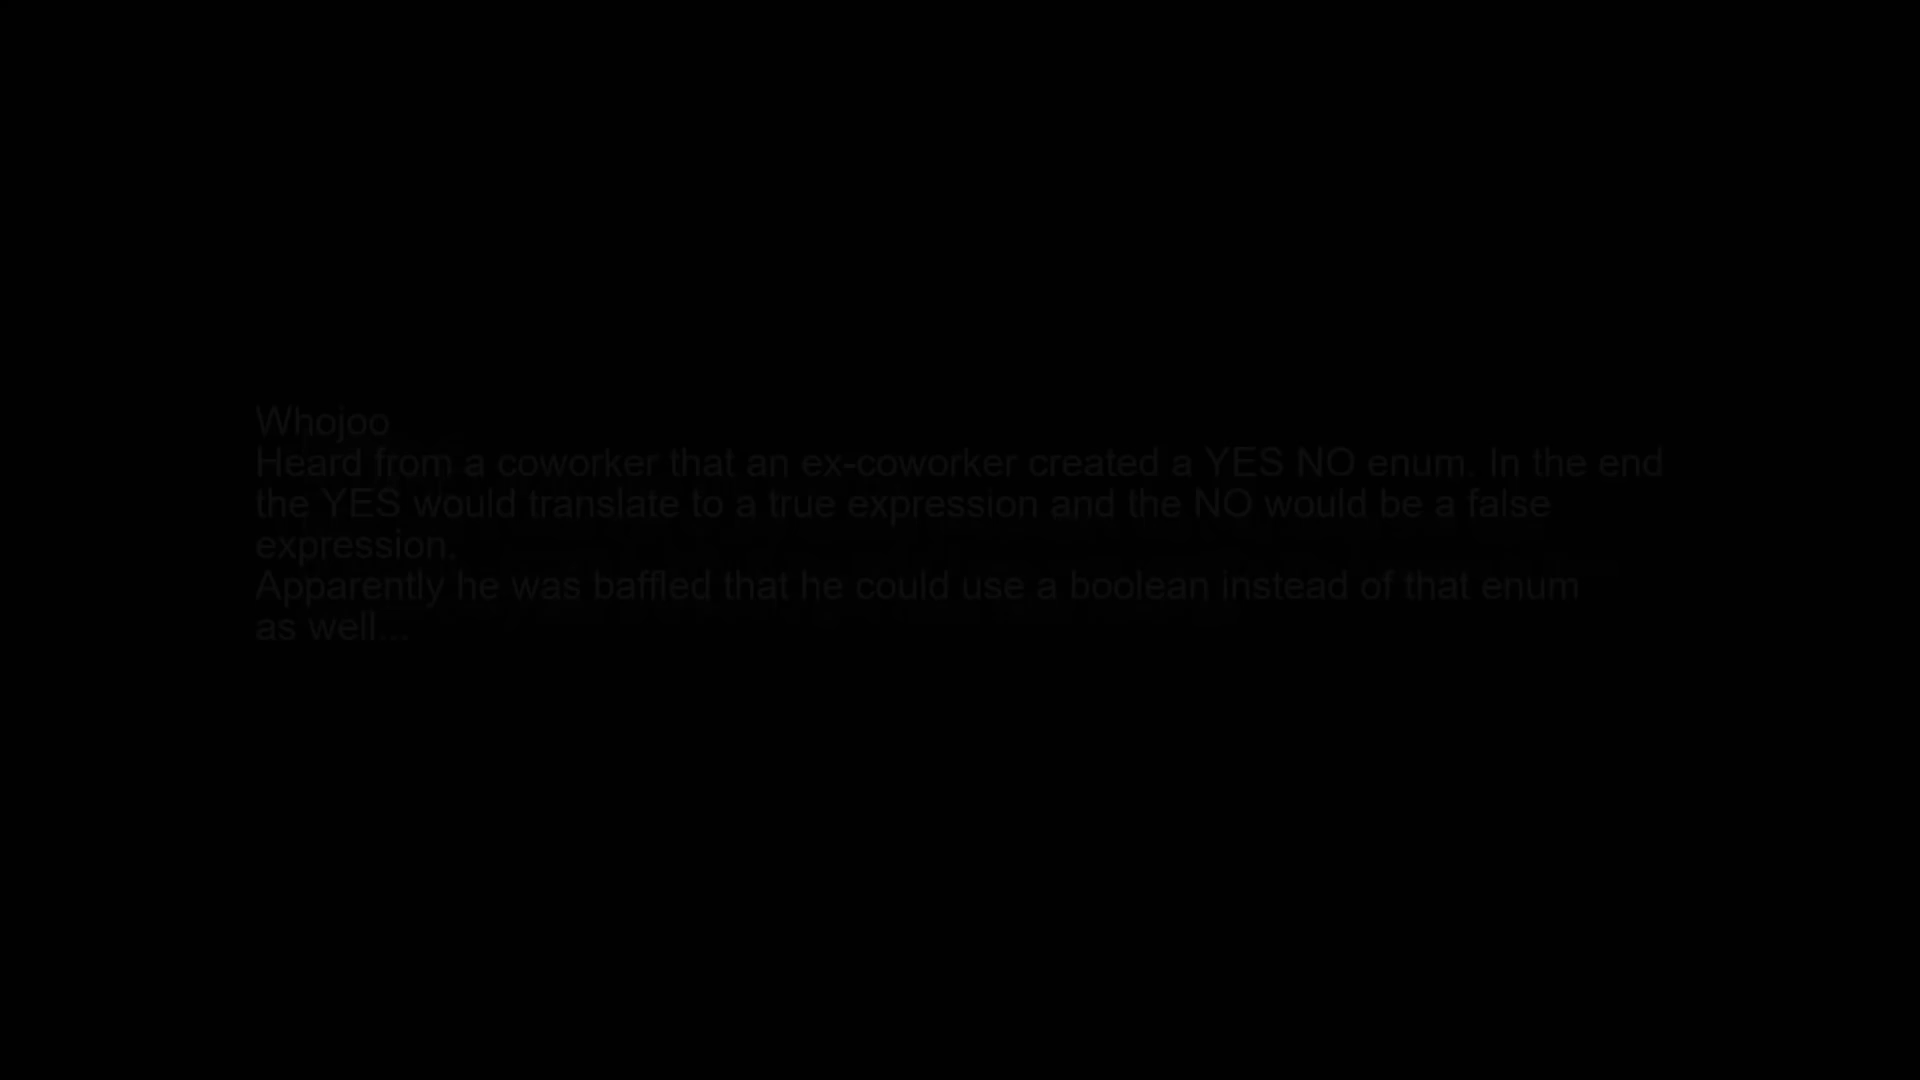 Whojoo
Heard from a coworker that an ex-coworker created a YES NO enum. In the end
the YES would translate to a true expression and the NO would be a false
expression.
Apparently he was baffled that he could use a boolean instead of that enum
as well...